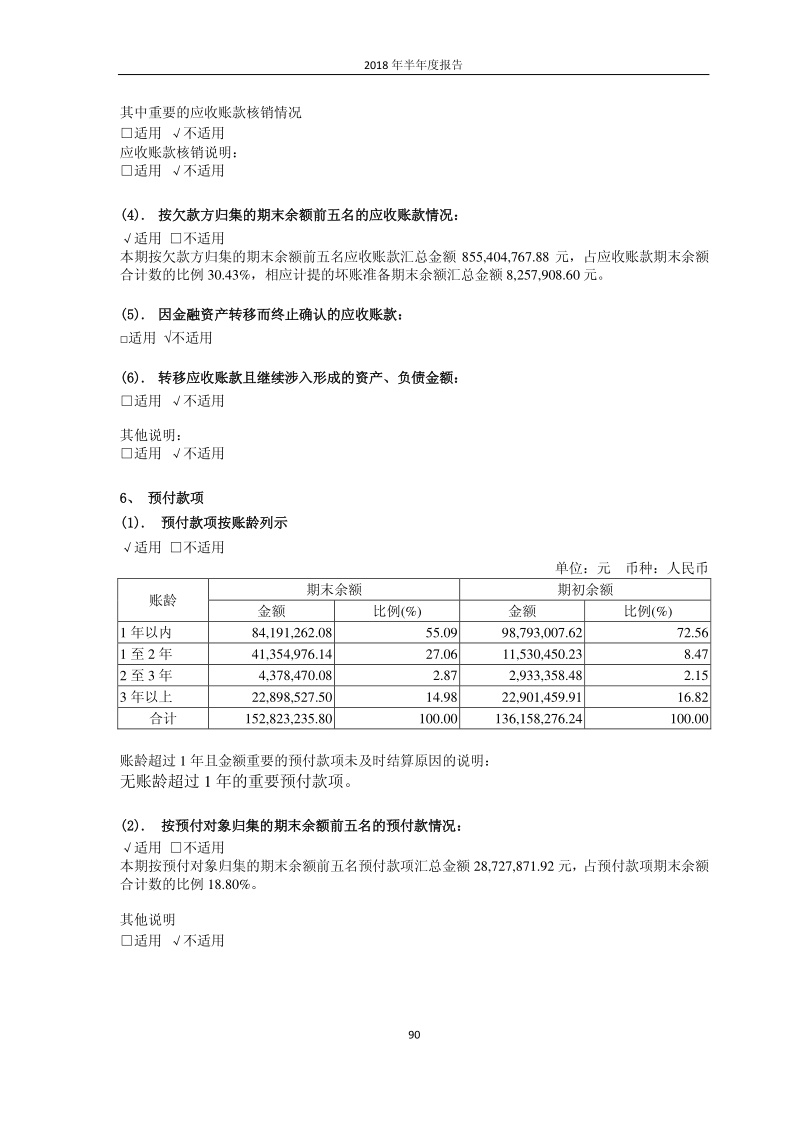 2018 年半年度报告
其中重要的应收账款核销情况
□适用 √不适用
应收账款核销说明：
□适用 √不适用
(4). 按欠款方归集的期末余额前五名的应收账款情况：
√适用 □不适用
本期按欠款方归集的期末余额前五名应收账款汇总金额 855,404,767.88 元，占应收账款期末余额
合计数的比例 30.43%，相应计提的坏账准备期末余额汇总金额 8,257,908.60 元。
(5). 因金融资产转移而终止确认的应收账款：
□适用 √不适用
(6). 转移应收账款且继续涉入形成的资产、负债金额：
□适用 √不适用
其他说明：
□适用 √不适用
6、 预付款项
(1). 预付款项按账龄列示
√适用 □不适用
单位：元 币种：人民币
账龄 期末余额 期初余额
金额 比例(%) 金额 比例(%)
1 年以内 84,191,262.08 55.09 98,793,007.62 72.56
1 至 2 年 41,354,976.14 27.06 11,530,450.23 8.47
2 至 3 年 4,378,470.08 2.87 2,933,358.48 2.15
3 年以上 22,898,527.50 14.98 22,901,459.91 16.82
合计 152,823,235.80 100.00 136,158,276.24 100.00
账龄超过 1 年且金额重要的预付款项未及时结算原因的说明：
无账龄超过 1 年的重要预付款项。
(2). 按预付对象归集的期末余额前五名的预付款情况：
√适用 □不适用
本期按预付对象归集的期末余额前五名预付款项汇总金额 28,727,871.92 元，占预付款项期末余额
合计数的比例 18.80%。
其他说明
□适用 √不适用
90